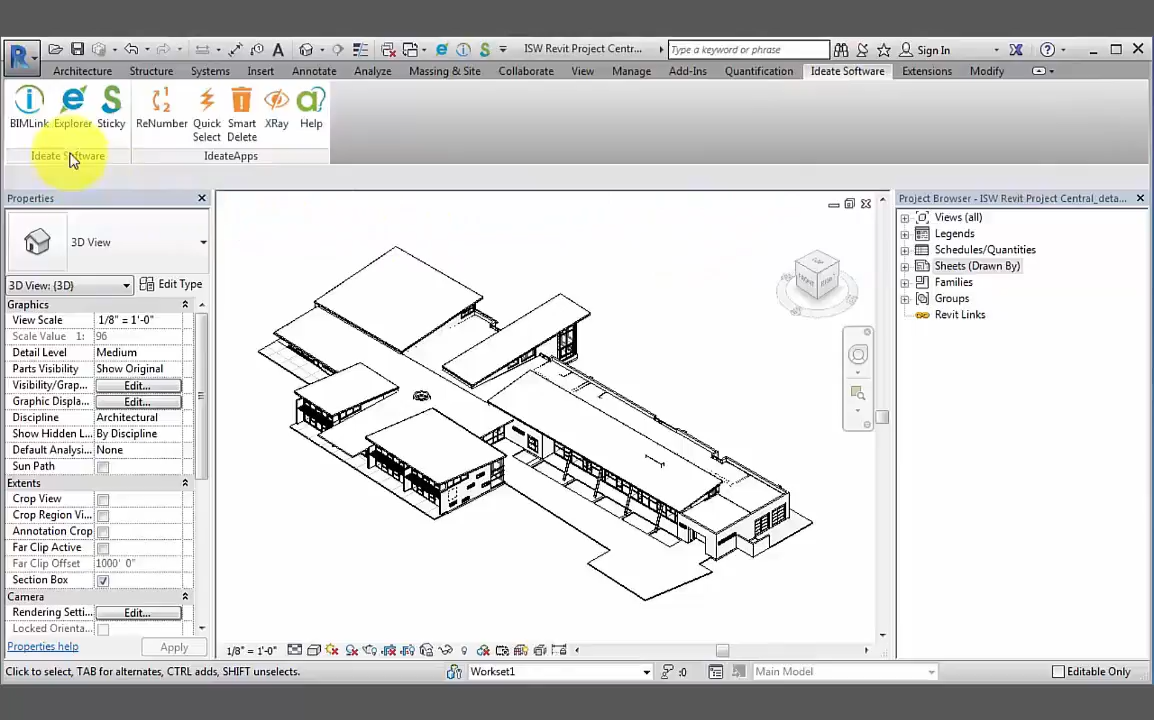 ISW Revit Project Centr...
Type a keyword or phrase
Sign In
Architecture Structure Systems Insert Annotate Analyze Massing & Site Collaborate View Manage Add-Ins Quantification Ideate Software Extensions Modify
BIMLink Explorer Sticky ReNumber Quick Select Smart Delete XRay Help
Ideate Software IdeateApps
Properties
3D View
3D View: {3D} Edit Type
Graphics
View Scale 1/8" = 1'-0"
Scale Value 1: 96
Detail Level Medium
Parts Visibility Show Original
Visibility/Grap... Edit...
Graphic Displa... Edit...
Discipline Architectural
Show Hidden L... By Discipline
Default Analysi... None
Sun Path
Extents
Crop View
Crop Region Vi...
Annotation Crop
Far Clip Active
Far Clip Offset 1000' 0"
Section Box
Camera
Rendering Setti... Edit...
Locked Orienta...
Properties help Apply
1/8" = 1'-0"
Project Browser - ISW Revit Project Central_deta...
Views (all)
Legends
Schedules/Quantities
Sheets (Drawn By)
Families
Groups
Revit Links
Click to select, TAB for alternates, CTRL adds, SHIFT unselects.
Workset1
:0
Main Model
Editable Only